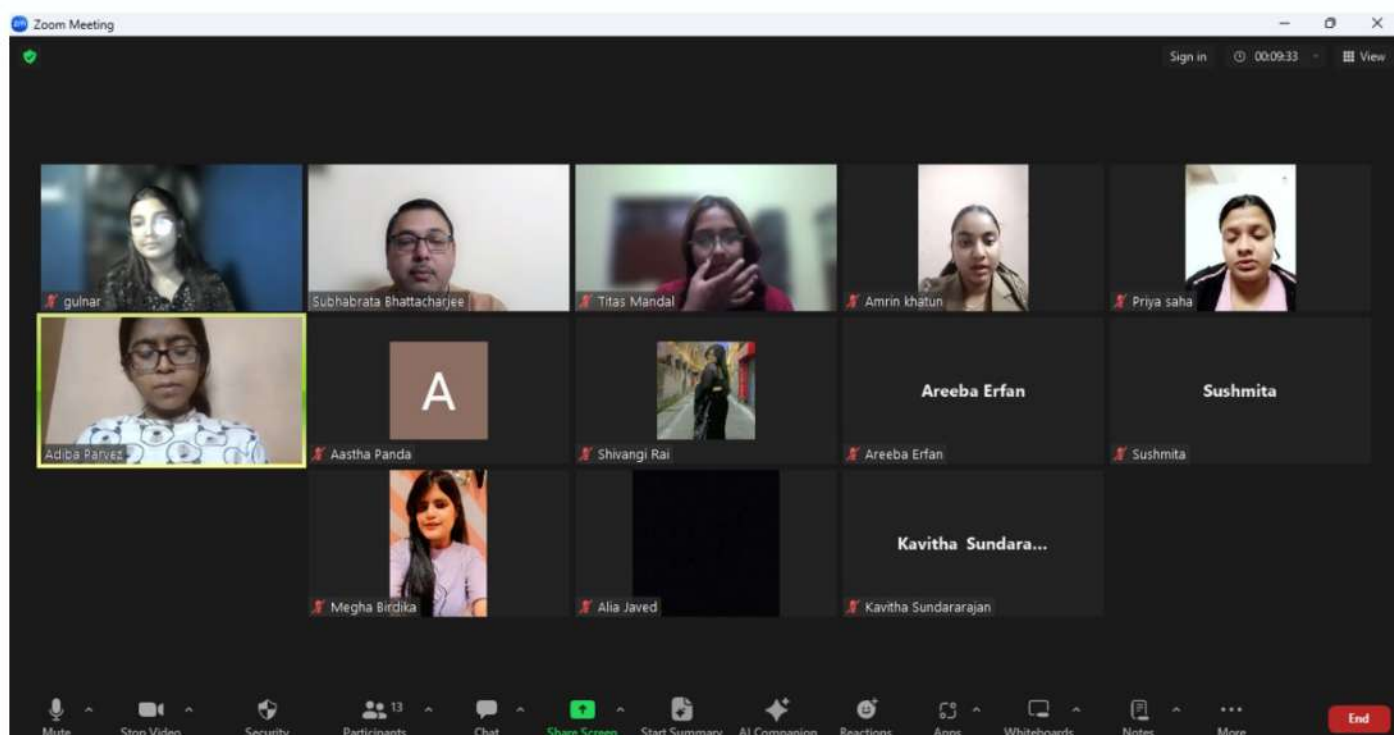 zm Zoom Meeting
Sign in 00:09:33 View
gulnar
Subhabrata Bhattacharjee
Titas Mandal
Amrin khatun
Priya saha
Adiba Parvez
A
Aastha Panda
Shivangi Rai
Areeba Erfan
Areeba Erfan
Sushmita
Sushmita
Megha Birdika
Alia Javed
Kavitha Sundara...
Kavitha Sundararajan
13
Mute Stop Video Security Participants Chat Share Screen Start Summary AI Companion Reactions Apps Whiteboards Notes More End